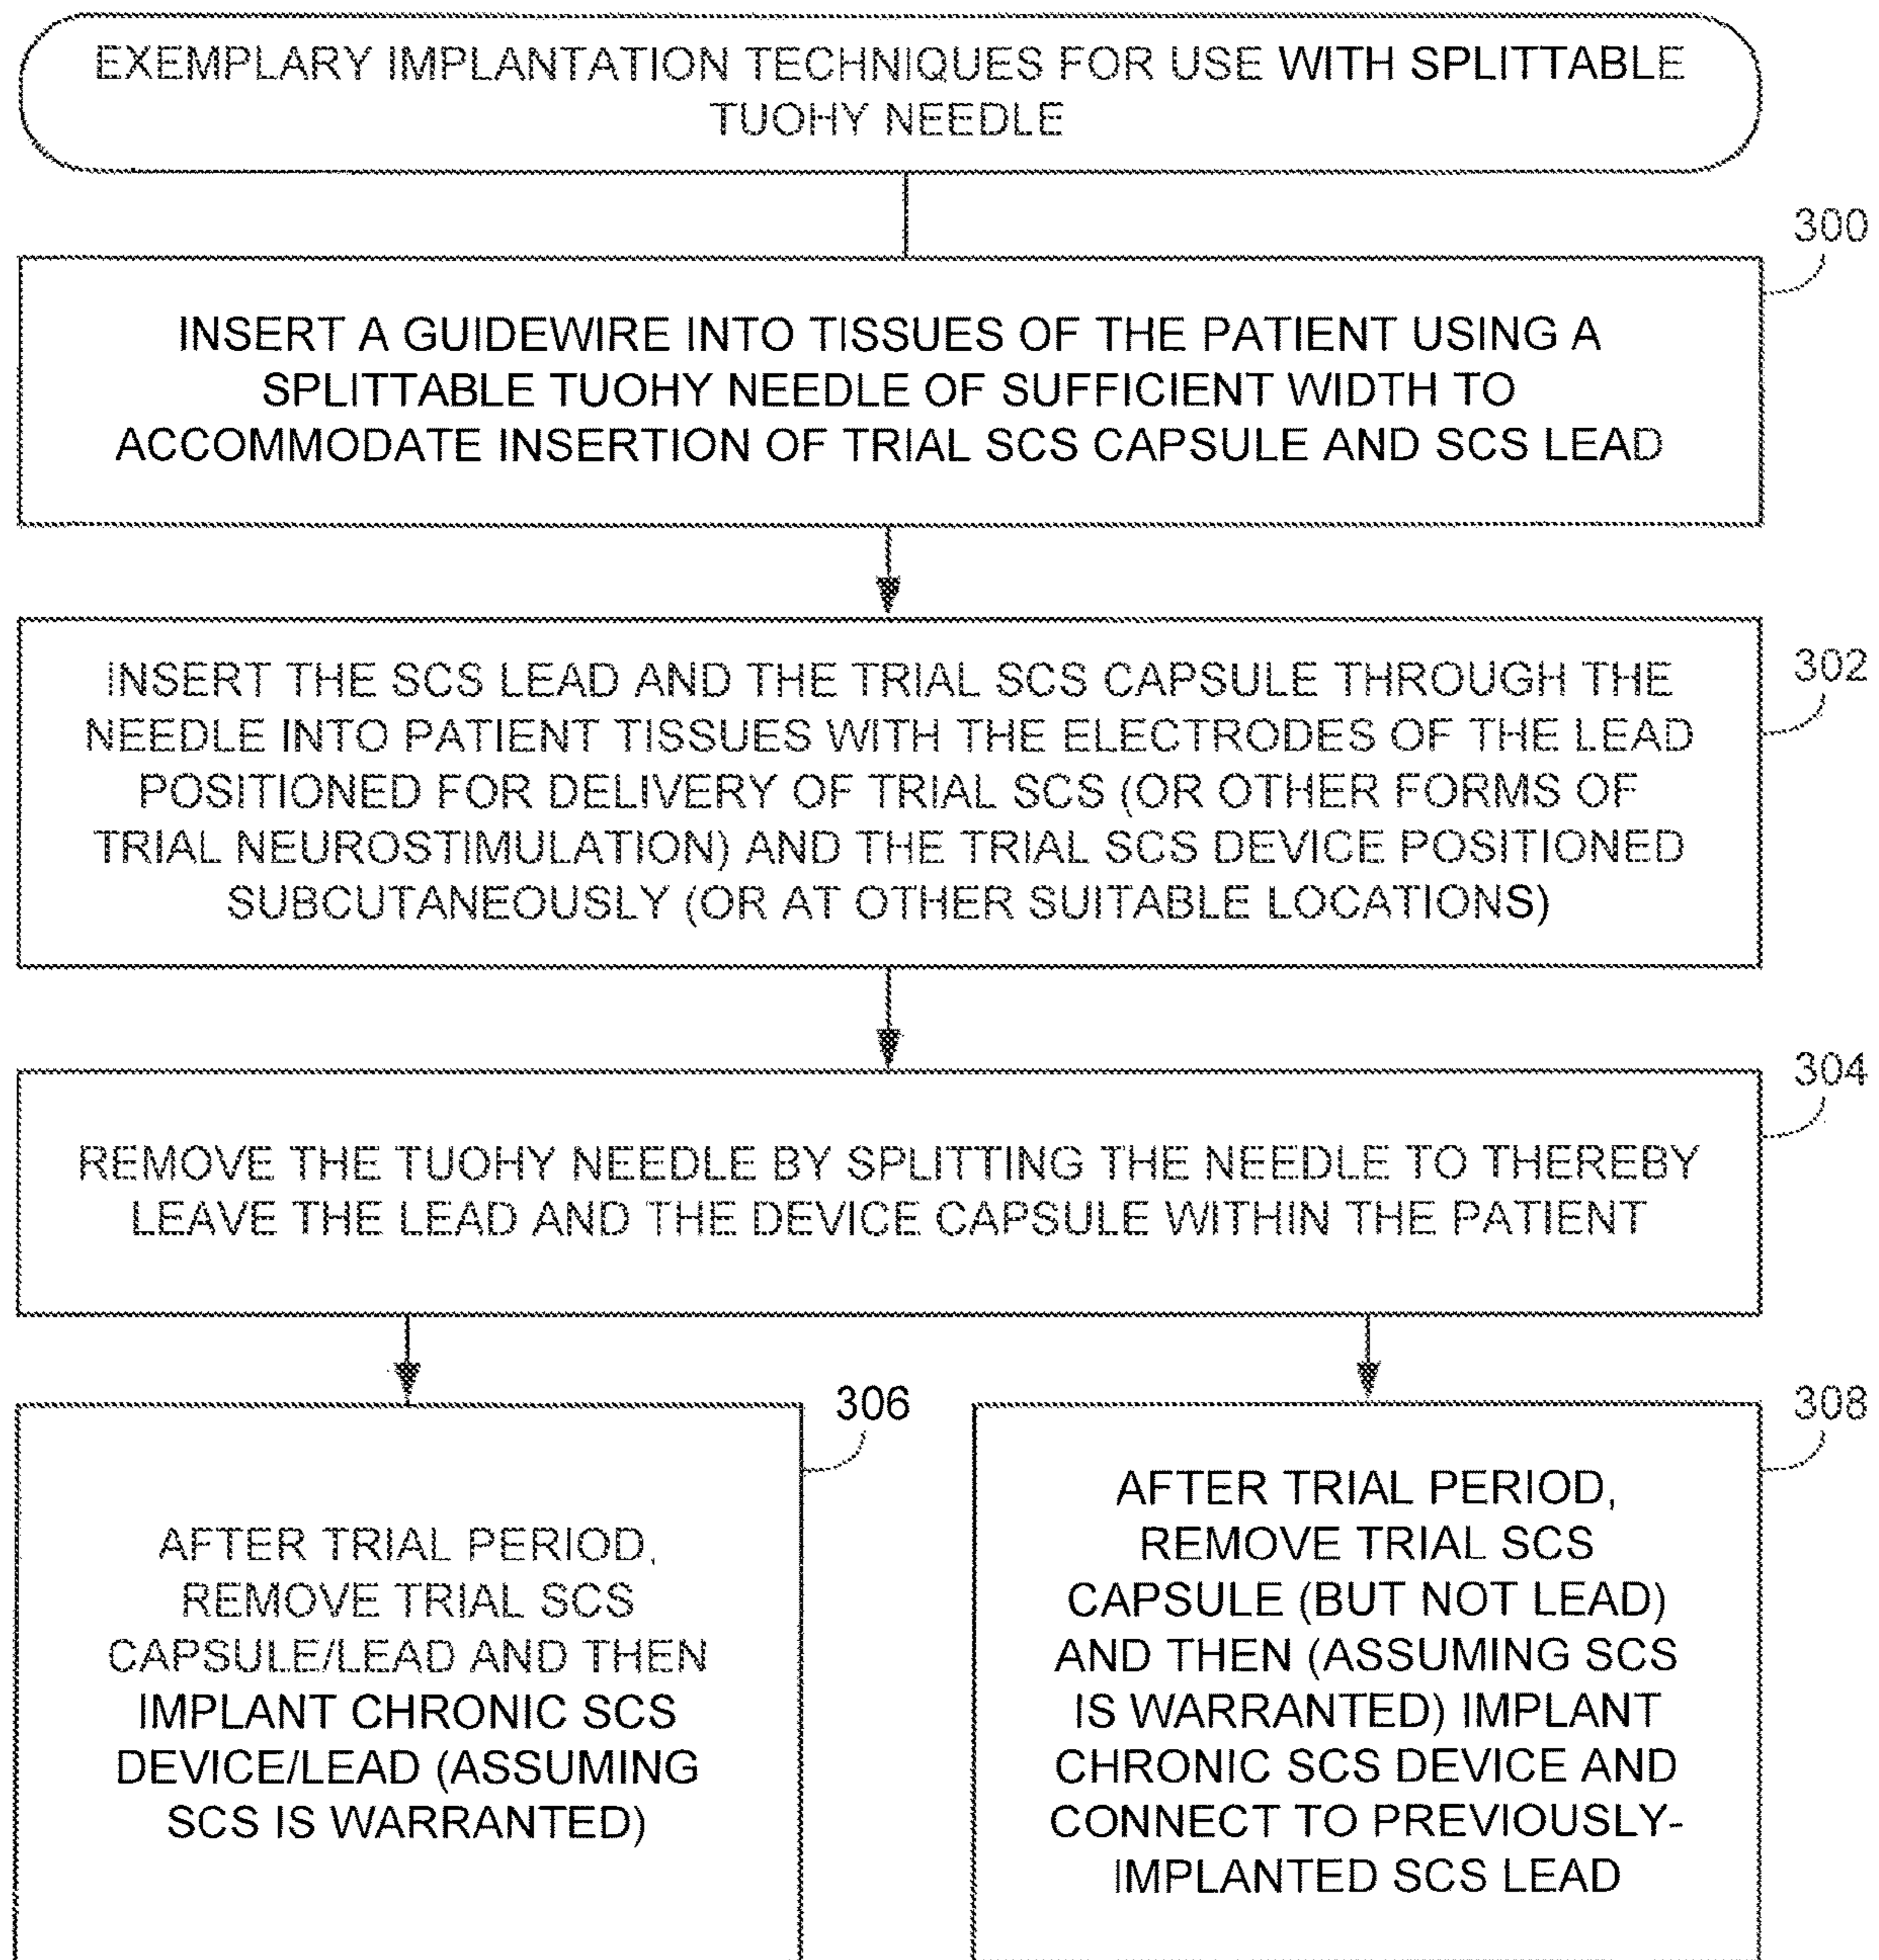 EXEMPLARY IMPLANTATION TECHNIQUES FOR USE WITH SPLITTABLE
TUOHY NEEDLE
300
INSERT A GUIDEWIRE INTO TISSUES OF THE PATIENT USING A
SPLITTABLE TUOHY NEEDLE OF SUFFICIENT WIDTH TO
ACCOMMODATE INSERTION OF TRIAL SCS CAPSULE AND SCS LEAD
302
INSERT THE SCS LEAD AND THE TRIAL SCS CAPSULE THROUGH THE
NEEDLE INTO PATIENT TISSUES WITH THE ELECTRODES OF THE LEAD
POSITIONED FOR DELIVERY OF TRIAL SCS (OR OTHER FORMS OF
TRIAL NEUROSTIMULATION) AND THE TRIAL SCS DEVICE POSITIONED
SUBCUTANEOUSLY (OR AT OTHER SUITABLE LOCATIONS)
304
REMOVE THE TUOHY NEEDLE BY SPLITTING THE NEEDLE TO THEREBY
LEAVE THE LEAD AND THE DEVICE CAPSULE WITHIN THE PATIENT
306
AFTER TRIAL PERIOD,
REMOVE TRIAL SCS
CAPSULE/LEAD AND THEN
IMPLANT CHRONIC SCS
DEVICE/LEAD (ASSUMING
SCS IS WARRANTED)
308
AFTER TRIAL PERIOD,
REMOVE TRIAL SCS
CAPSULE (BUT NOT LEAD)
AND THEN (ASSUMING SCS
IS WARRANTED) IMPLANT
CHRONIC SCS DEVICE AND
CONNECT TO PREVIOUSLY-
IMPLANTED SCS LEAD